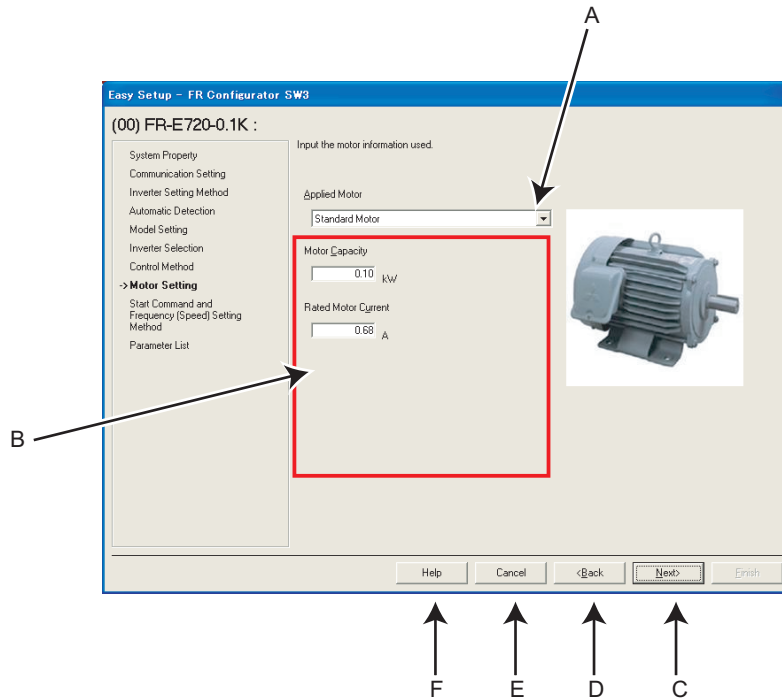 A
Easy Setup - FR Configurator SW3
(00) FR-E720-0.1K :
System Property
Communication Setting
Inverter Setting Method
Automatic Detection
Model Setting
Inverter Selection
Control Method
->Motor Setting
Start Command and
Frequency (Speed) Setting
Method
Parameter List
Input the motor information used.
Applied Motor
Standard Motor
Motor Capacity
0.10 kW
Rated Motor Current
0.68 A
B
Help Cancel <Back Next> Finish
F E D C